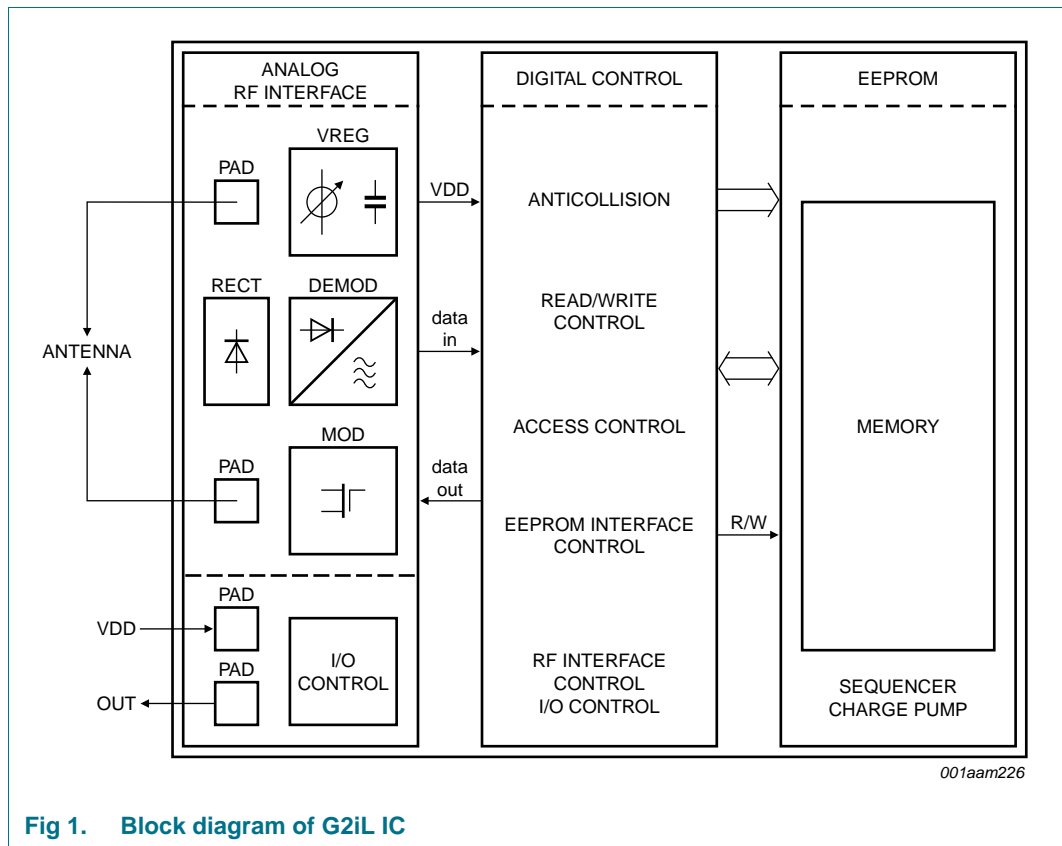 ANALOG
RF INTERFACE
VREG
PAD
RECT
DEMOD
ANTENNA
MOD
PAD
PAD
VDD
PAD
OUT
I/O
CONTROL
VDD
data
in
data
out
DIGITAL CONTROL
ANTICOLLISION
READ/WRITE
CONTROL
ACCESS CONTROL
EEPROM INTERFACE
CONTROL
RF INTERFACE
CONTROL
I/O CONTROL
R/W
EEPROM
MEMORY
SEQUENCER
CHARGE PUMP
001aam226
Fig 1. Block diagram of G2iL IC